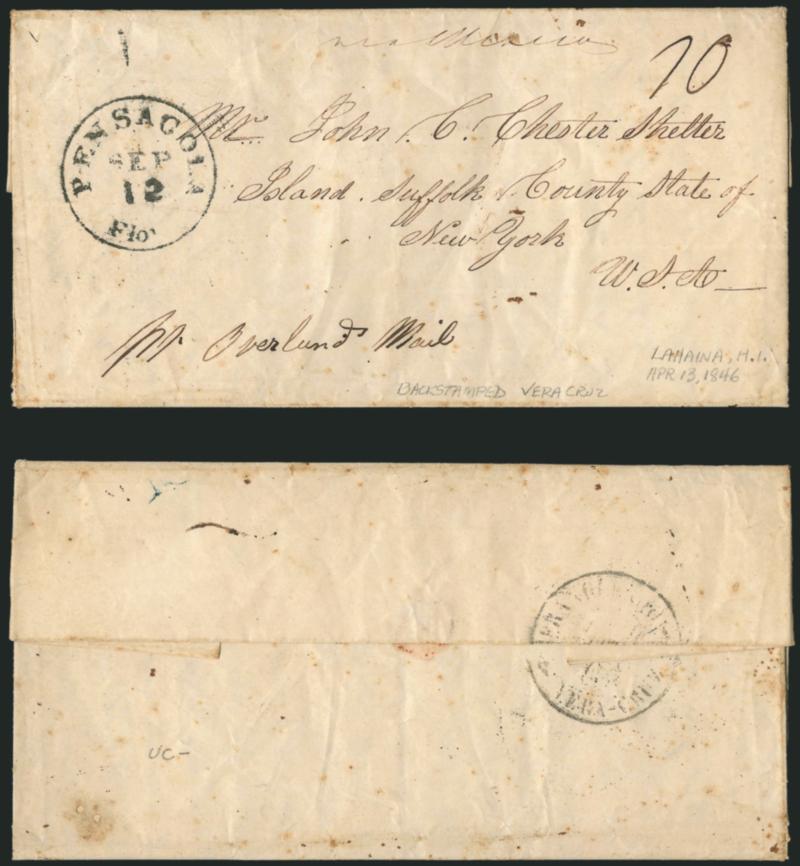 via Mexico
10
PENSACOLA
SEP
12
Flo.
Mr. John . C. Chester Shelter
Island . Suffolk County State of
New York
U. S. A —
pr Overland Mail
LAHAINA, H.I.
APR 13, 1846
BACKSTAMPED VERA CRUZ
VERA-CRUZ
UC-